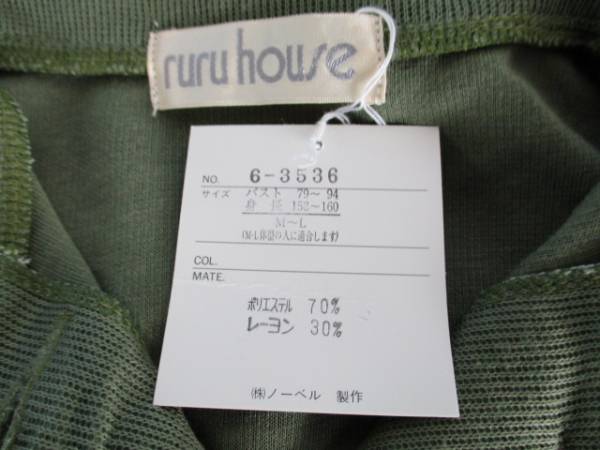 ruru house
NO. 6-3536
サイズ バスト 79～ 94
身 長 152～160
M～L
(M-L体型の人に適合します)
COL.
MATE.
ポリエステル 70%
レーヨン 30%
㈱ノーベル 製作